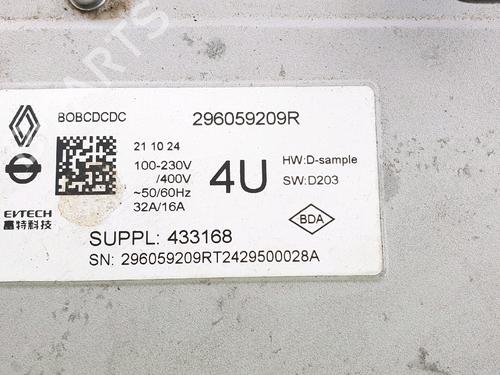 BOBCDCDC
296059209R
21 10 24
100-230V
/400V
~50/60Hz
32A/16A
4U
HW:D-sample
SW:D203
BDA
EVTECH
富特科技
SUPPL: 433168
SN: 296059209RT2429500028A
PARTS